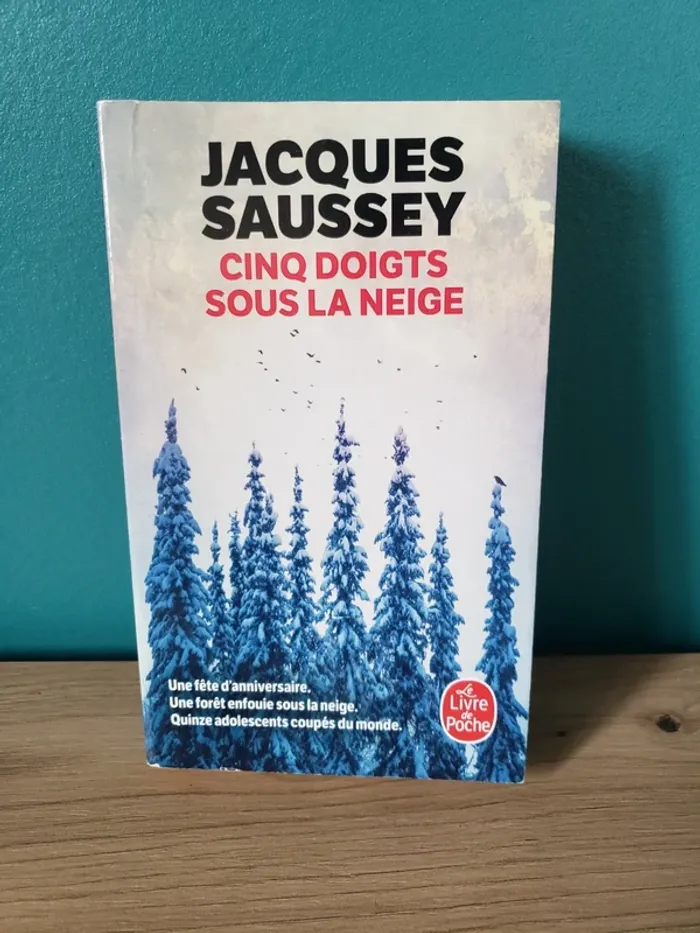 JACQUES
SAUSSEY
CINQ DOIGTS
SOUS LA NEIGE
Une fête d'anniversaire.
Une forêt enfouie sous la neige.
Quinze adolescents coupés du monde.
Le
Livre
de
Poche